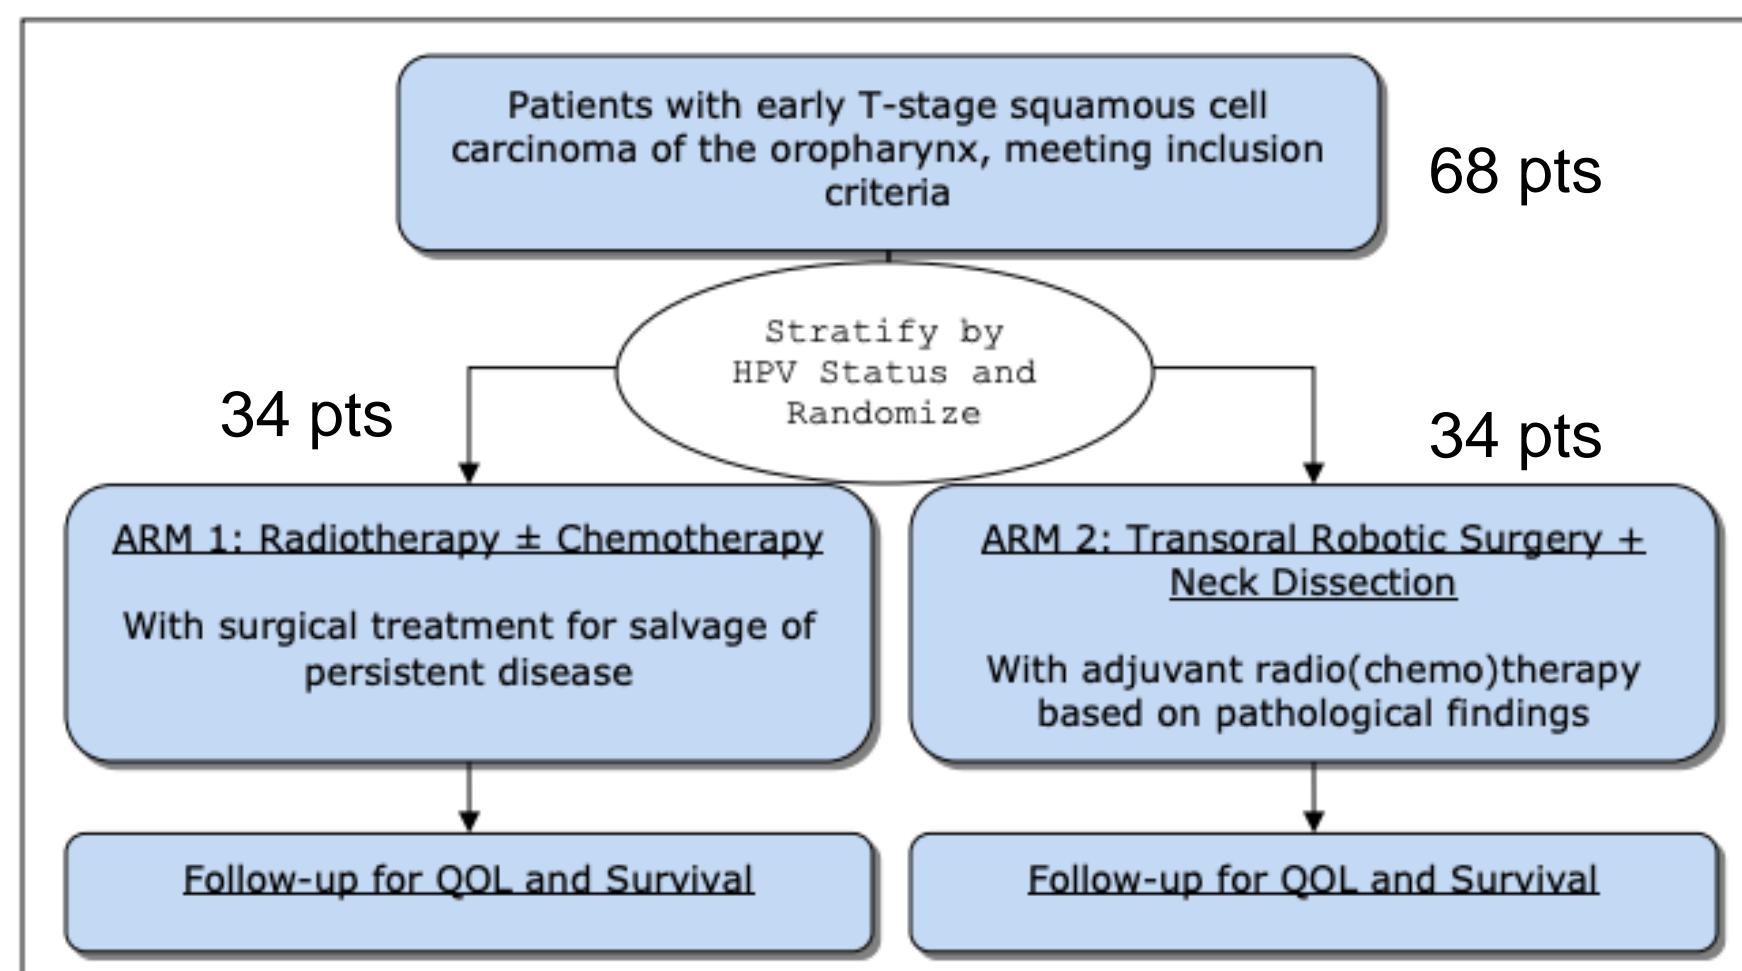 Patients with early T-stage squamous cell
carcinoma of the oropharynx, meeting inclusion
criteria
68 pts
Stratify by
HPV Status and
Randomize
34 pts
34 pts
ARM 1: Radiotherapy ± Chemotherapy
With surgical treatment for salvage of
persistent disease
ARM 2: Transoral Robotic Surgery +
Neck Dissection
With adjuvant radio(chemo)therapy
based on pathological findings
Follow-up for QOL and Survival
Follow-up for QOL and Survival